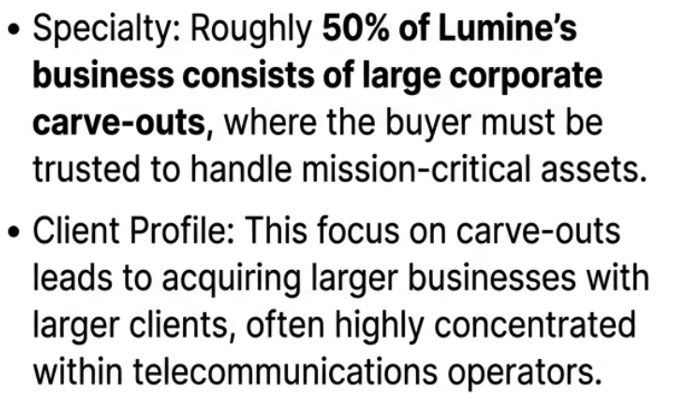 • Specialty: Roughly 50% of Lumine’s
business consists of large corporate
carve-outs, where the buyer must be
trusted to handle mission-critical assets.
• Client Profile: This focus on carve-outs
leads to acquiring larger businesses with
larger clients, often highly concentrated
within telecommunications operators.